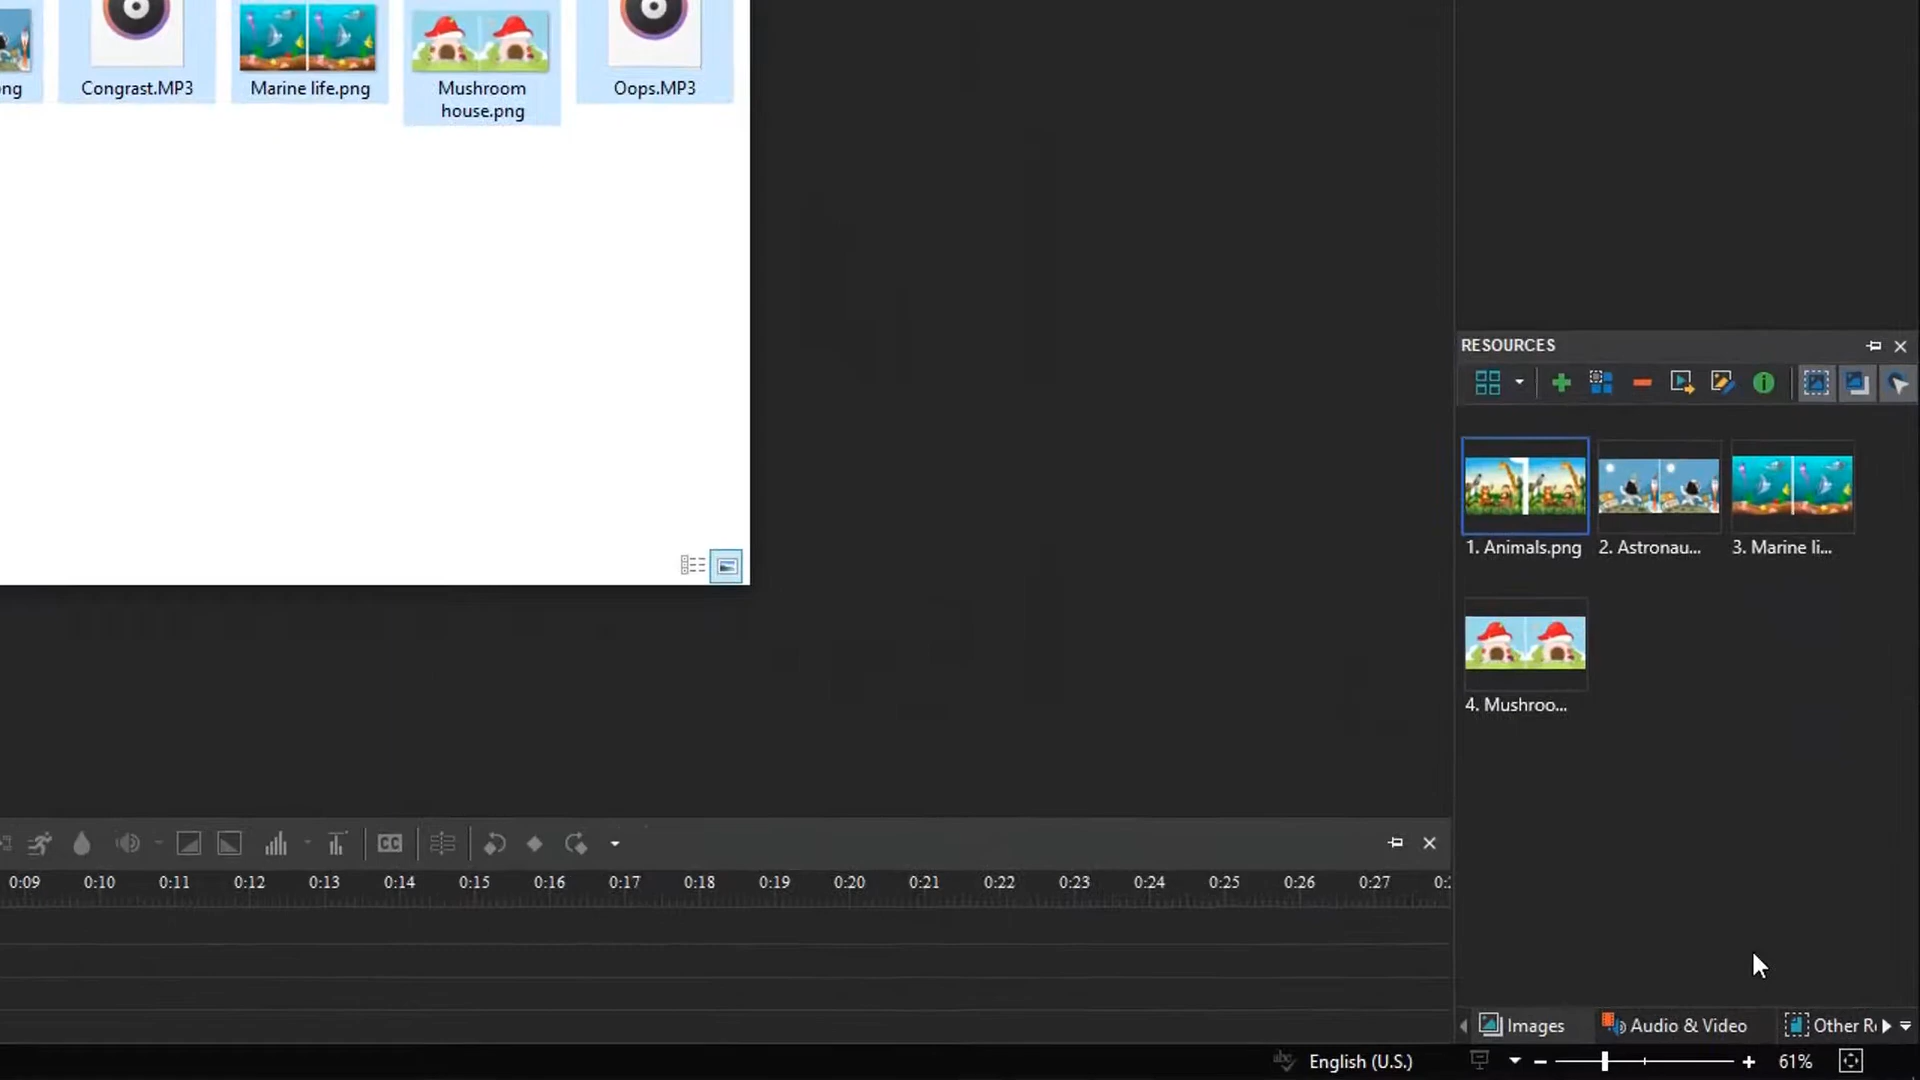 ng
Congrast.MP3
Marine life.png
Mushroom
house.png
Oops.MP3
RESOURCES
1. Animals.png
2. Astronau...
3. Marine li...
4. Mushroo...
CC
0:09 0:10 0:11 0:12 0:13 0:14 0:15 0:16 0:17 0:18 0:19 0:20 0:21 0:22 0:23 0:24 0:25 0:26 0:27 0:2
Images
Audio & Video
Other R
abc
English (U.S.)
61%